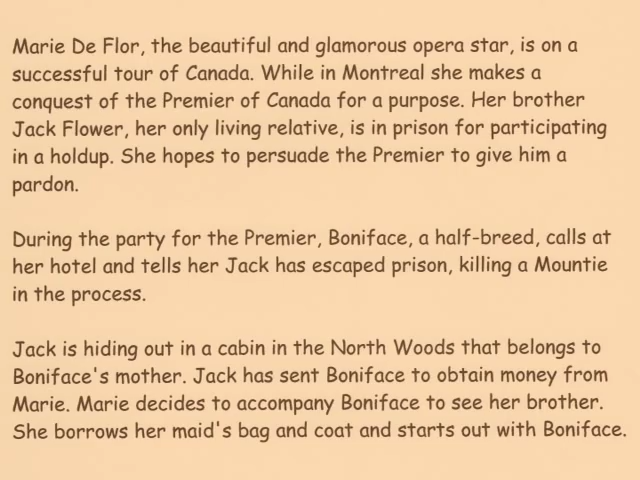 Marie De Flor, the beautiful and glamorous opera star, is on a
successful tour of Canada. While in Montreal she makes a
conquest of the Premier of Canada for a purpose. Her brother
Jack Flower, her only living relative, is in prison for participating
in a holdup. She hopes to persuade the Premier to give him a
pardon.

During the party for the Premier, Boniface, a half-breed, calls at
her hotel and tells her Jack has escaped prison, killing a Mountie
in the process.

Jack is hiding out in a cabin in the North Woods that belongs to
Boniface's mother. Jack has sent Boniface to obtain money from
Marie. Marie decides to accompany Boniface to see her brother.
She borrows her maid's bag and coat and starts out with Boniface.